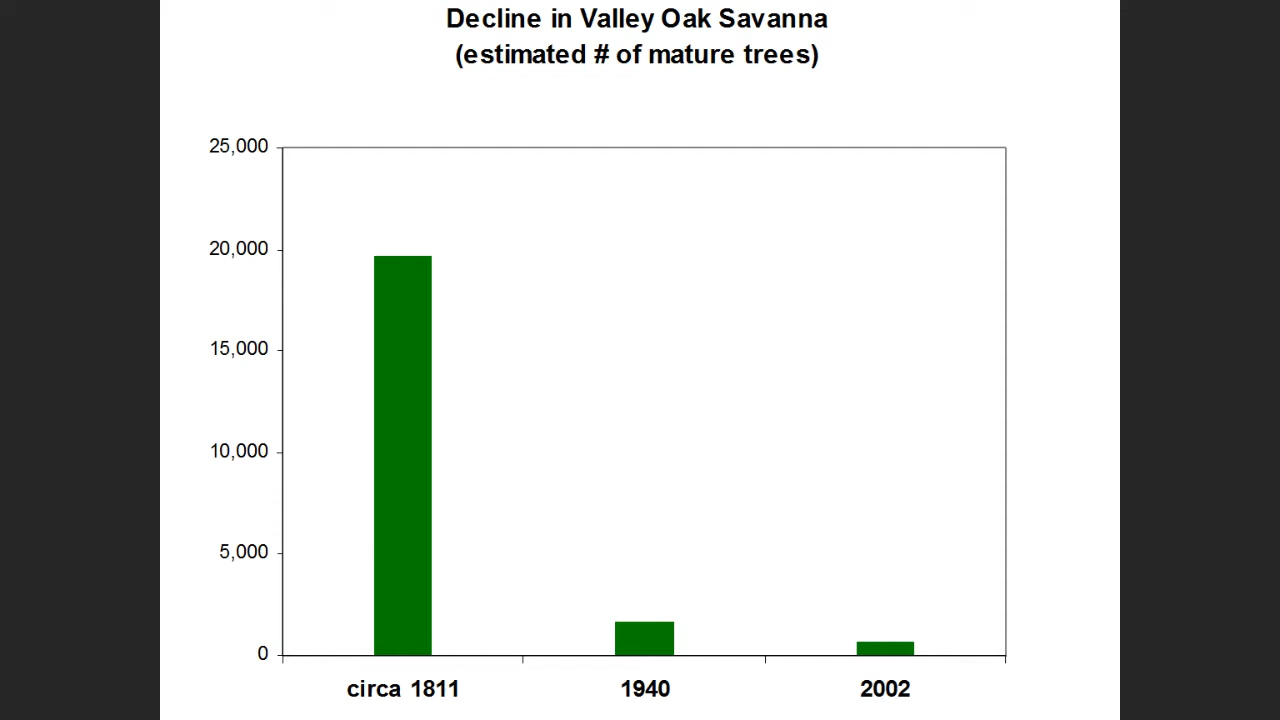 Decline in Valley Oak Savanna
(estimated # of mature trees)
25,000
20,000
15,000
10,000
5,000
0
circa 1811
1940
2002